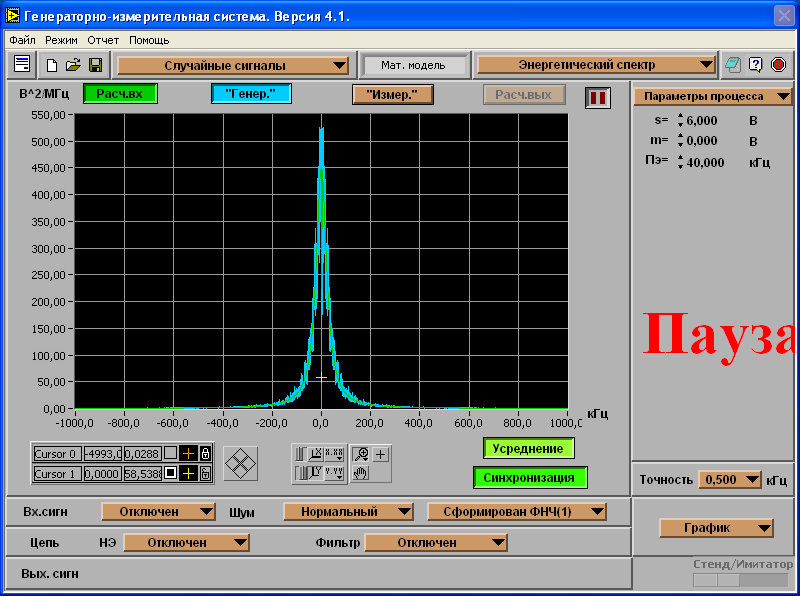 Генераторно-измерительная система. Версия 4.1.
Файл Режим Отчет Помощь
Случайные сигналы Мат. модель Энергетический спектр
В^2/МГц Расч.вх "Генер." "Измер." Расч.вых
Параметры процесса
s= 6,000 В
m= 0,000 В
Пэ= 40,000 кГц
550,00
500,00
450,00
400,00
350,00
300,00
250,00
200,00
150,00
100,00
50,00
0,00
-1000,0 -800,0 -600,0 -400,0 -200,0 0,0 200,0 400,0 600,0 800,0 1000,0
кГц
Пауза
Cursor 0 -4993,0 0,0288
Cursor 1 0,0000 58,538
Усреднение
Синхронизация
Точность 0,500 кГц
Вх.сигн Отключен Шум Нормальный Сформирован ФНЧ(1)
График
Цепь НЭ Отключен Фильтр Отключен
Стенд/Имитатор
Вых. сигн